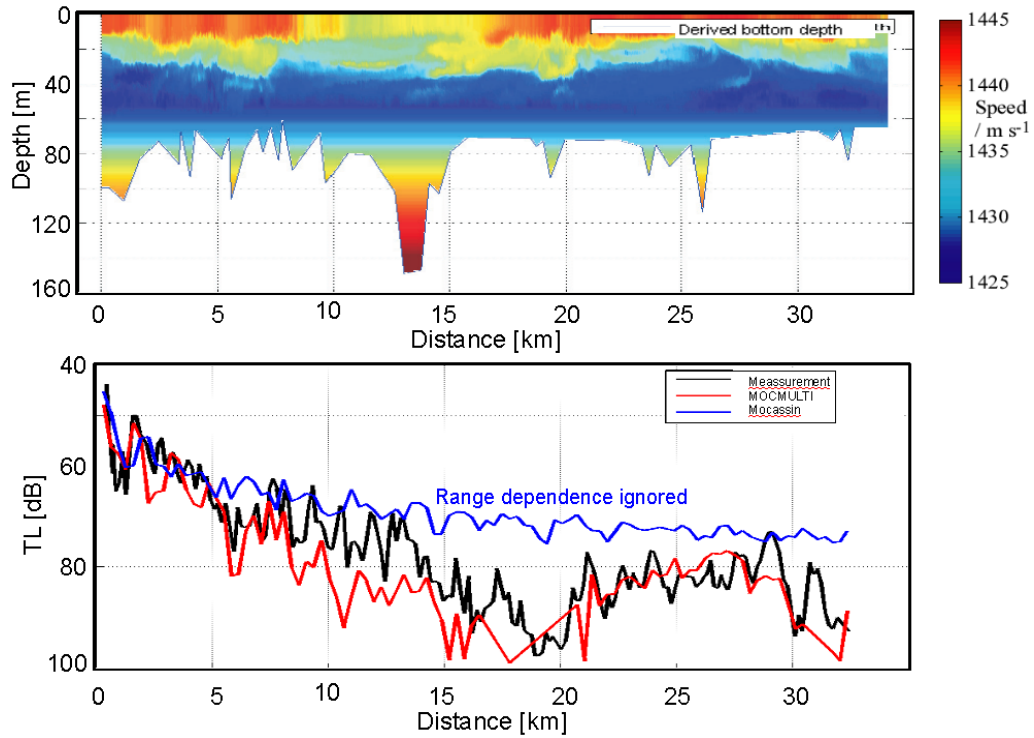 0
40
80
120
160
Depth [m]
Derived bottom depth
0
5
10
15
20
25
30
Distance [km]
1445
1440
Speed
/ m s-1
1435
1430
1425
40
60
80
100
TL [dB]
Meassurement
MOCMULTI
Mocassin
Range dependence ignored
0
5
10
15
20
25
30
Distance [km]